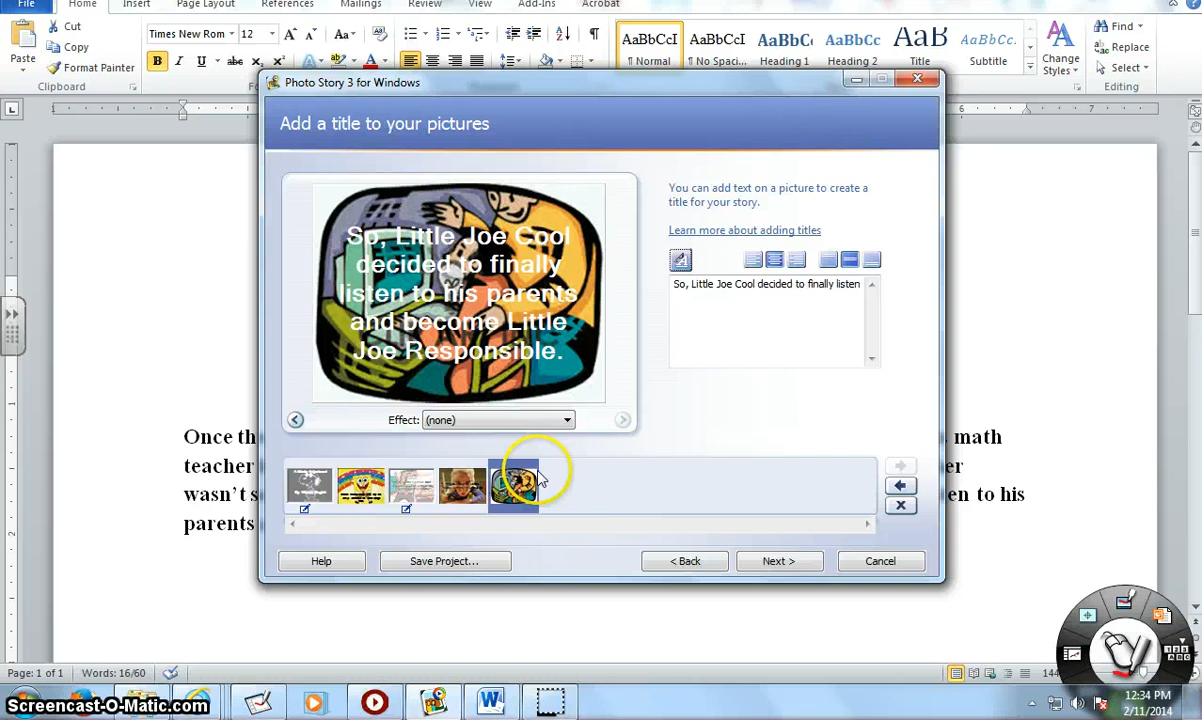 File Home Insert Page Layout References Mailings Review View Add-Ins Acrobat
Cut
Copy
Paste Format Painter
Clipboard
Times New Rom 12
AaBbCcI AaBbCcI AaBbCc AaBbCc AaB AaBbCc.
¶ Normal ¶ No Spaci... Heading 1 Heading 2 Title Subtitle
Change Styles
Find
Replace
Select
Editing
Photo Story 3 for Windows
Add a title to your pictures
So, Little Joe Cool
decided to finally
listen to his parents
and become Little
Joe Responsible.
Effect: (none)
You can add text on a picture to create a
title for your story.
Learn more about adding titles
So, Little Joe Cool decided to finally listen
Help Save Project... < Back Next > Cancel
Once th
math
teacher
wasn't s
en to his
parents
Page: 1 of 1 Words: 16/60
Screencast-O-Matic.com
12:34 PM
2/11/2014